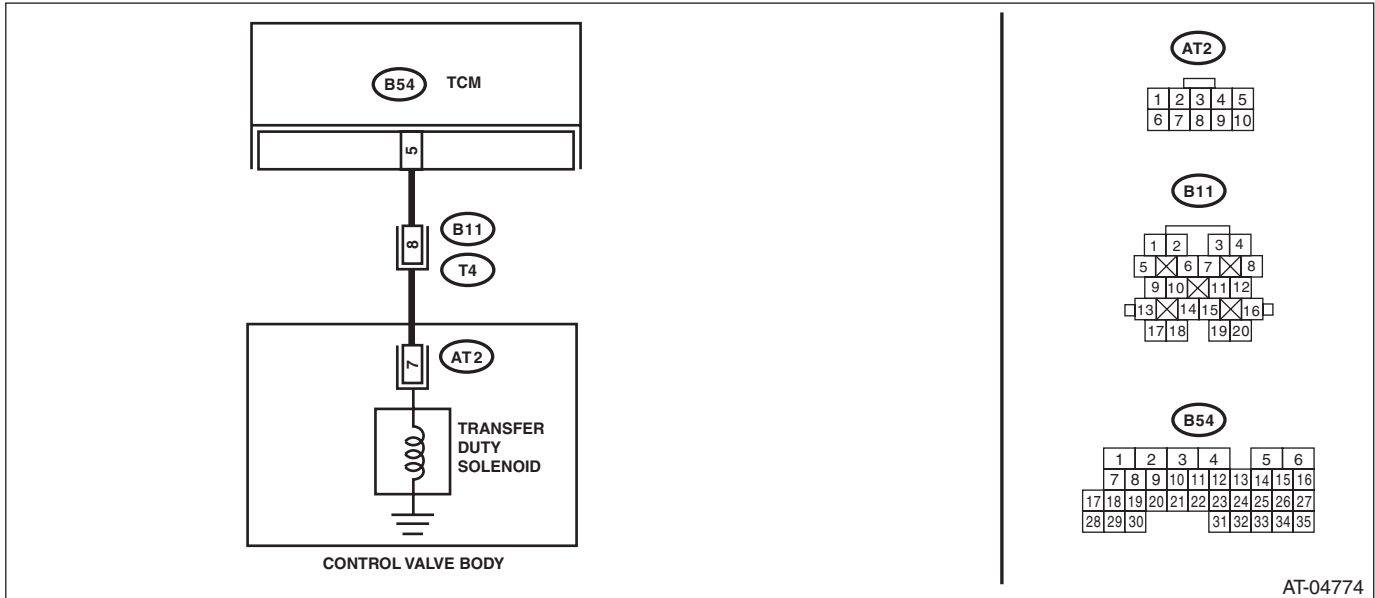 B54 TCM
5
8
B11
T4
7
AT2
TRANSFER
DUTY
SOLENOID
CONTROL VALVE BODY
AT2
1 2 3 4 5
6 7 8 9 10
B11
1 2 3 4
5 6 7 8
9 10 11 12
13 14 15 16
17 18 19 20
B54
1 2 3 4 5 6
7 8 9 10 11 12 13 14 15 16
17 18 19 20 21 22 23 24 25 26 27
28 29 30 31 32 33 34 35
AT-04774